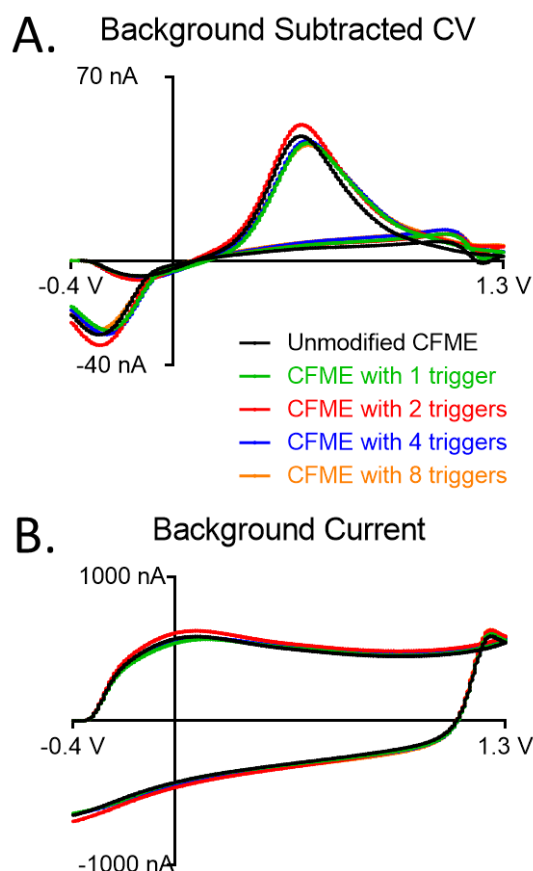 A. Background Subtracted CV
70 nA
-0.4 V
1.3 V
-40 nA
Unmodified CFME
CFME with 1 trigger
CFME with 2 triggers
CFME with 4 triggers
CFME with 8 triggers
B. Background Current
1000 nA
-0.4 V
1.3 V
-1000 nA